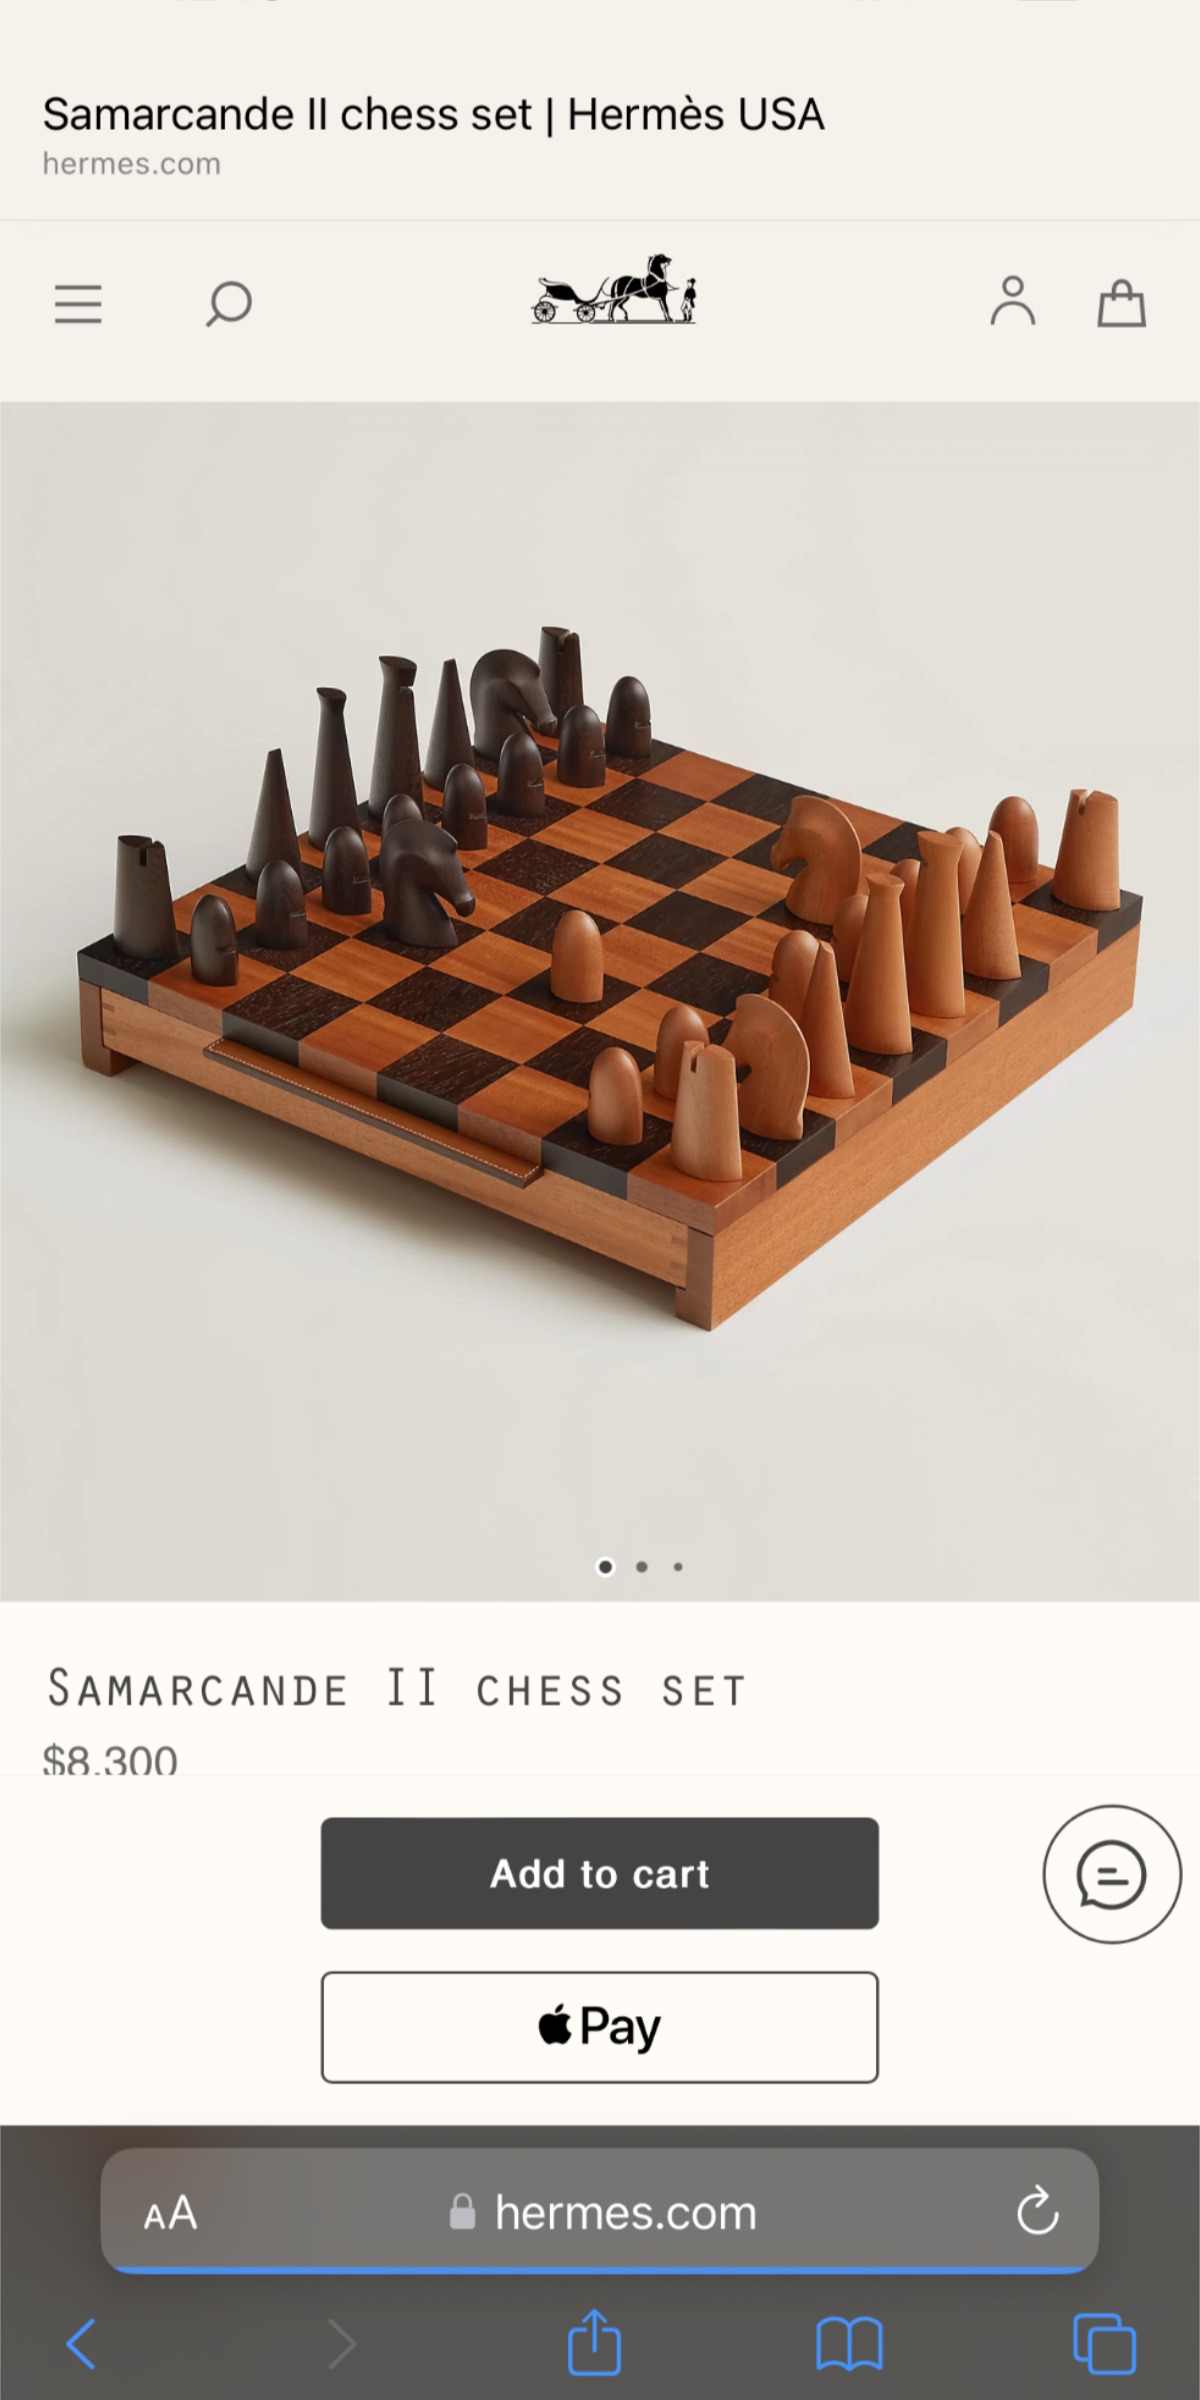 Samarcande II chess set | Hermès USA
hermes.com
Samarcande II chess set
$8,300
Add to cart
Pay
AA
hermes.com